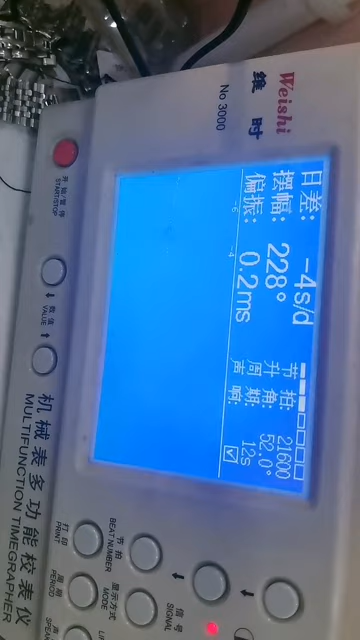 Weishi
维时
No 3000
日差: -4s/d
摆幅: 228°
偏振: 0.2ms
节拍: 21600
升角: 52.0°
周期: 12s
声响: ☑
-6
-4
开始/暂停
START/STOP
数值
VALUE
机械表多功能校表仪
MULTIFUNCTION TIMEGRAPHER
节拍
BEAT NUMBER
信号
SIGNAL
打印
PRINT
显示方式
MODE
周期
PERIOD